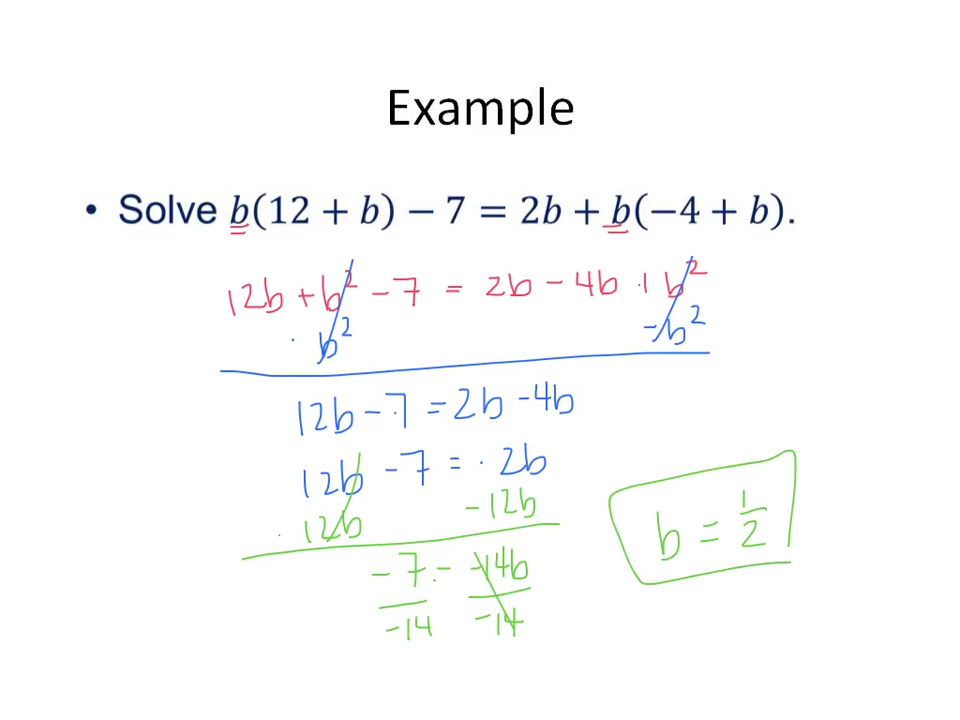 Example
• Solve b(12 + b) − 7 = 2b + b(−4 + b).
12b + b² − 7 = 2b − 4b · 1 b²
· b² −b²
12b − 7 = 2b − 4b
12b − 7 = · 2b
· 12b − 12b
−7 = −14b
−14 −14
b = 1/2